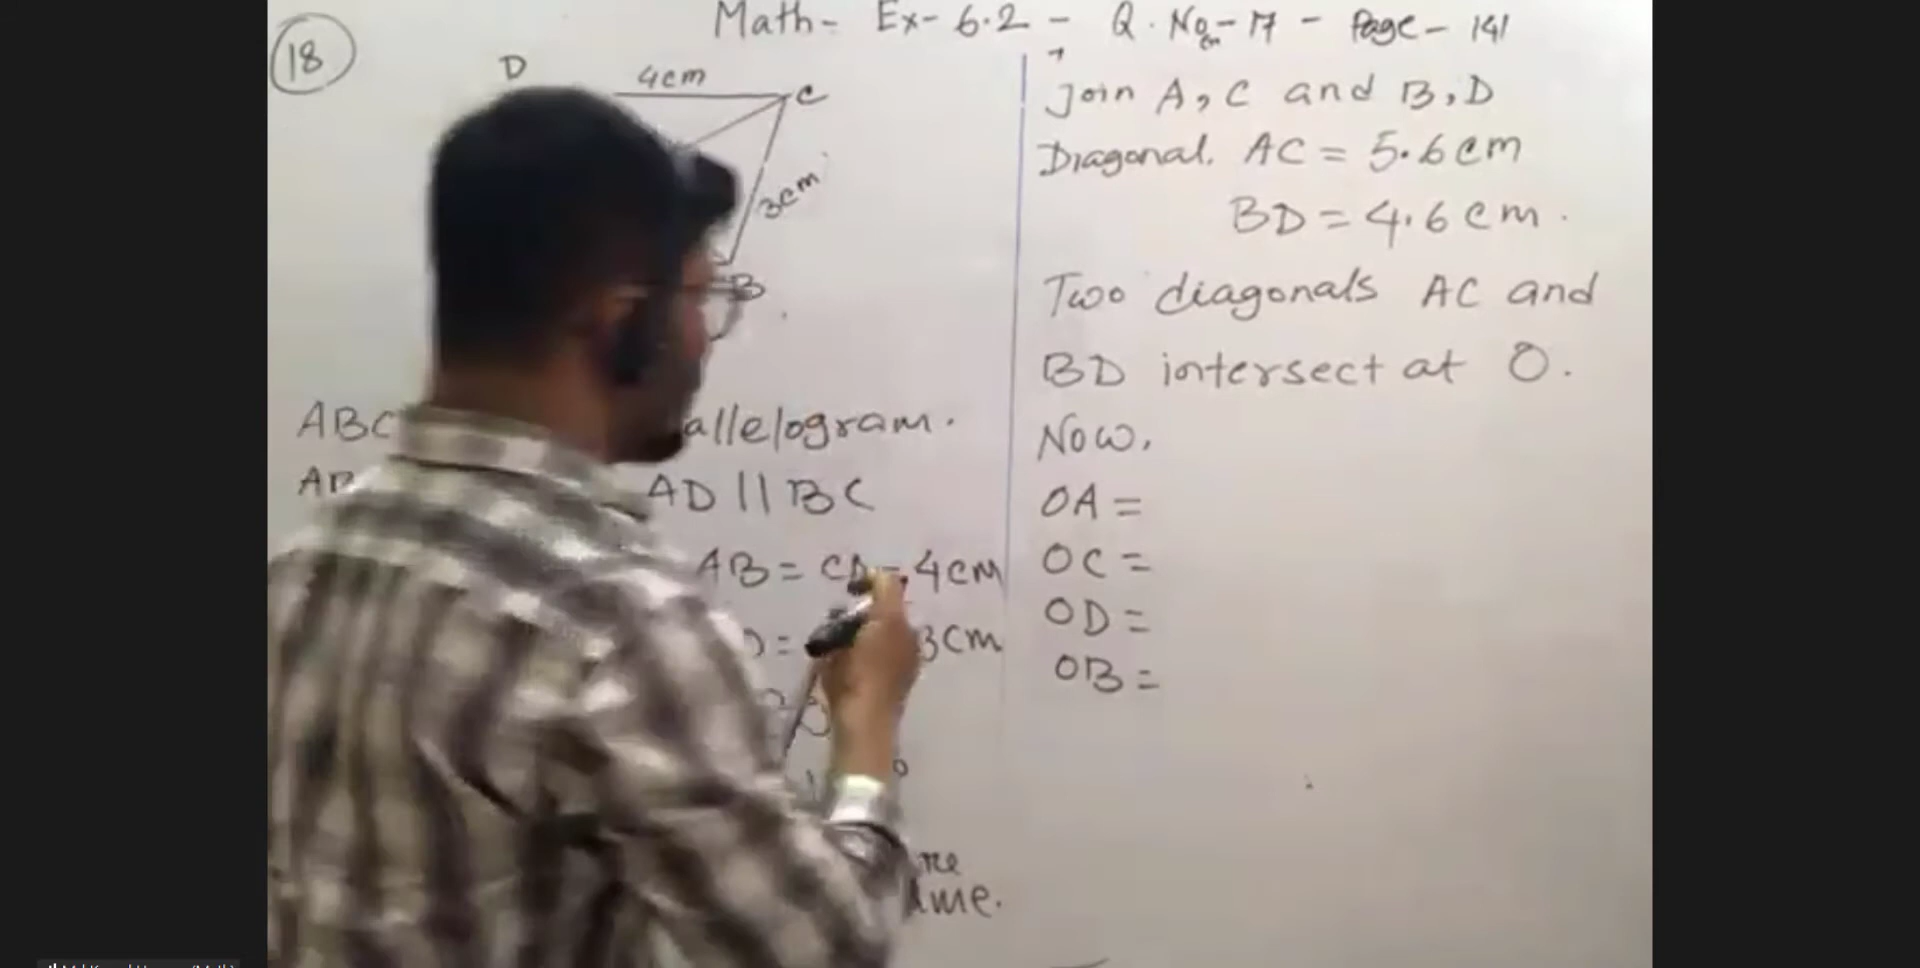 Math- Ex- 6.2 - Q. No- 17 - Page- 141
18
D
4cm
C
3cm
B
ABC allelogram.
AD || BC
AB = CD = 4cm
D = 3cm
Join A, C and B, D
Diagonal. AC = 5.6cm
BD = 4.6cm.
Two diagonals AC and
BD intersect at O.
Now,
OA =
OC =
OD =
OB =